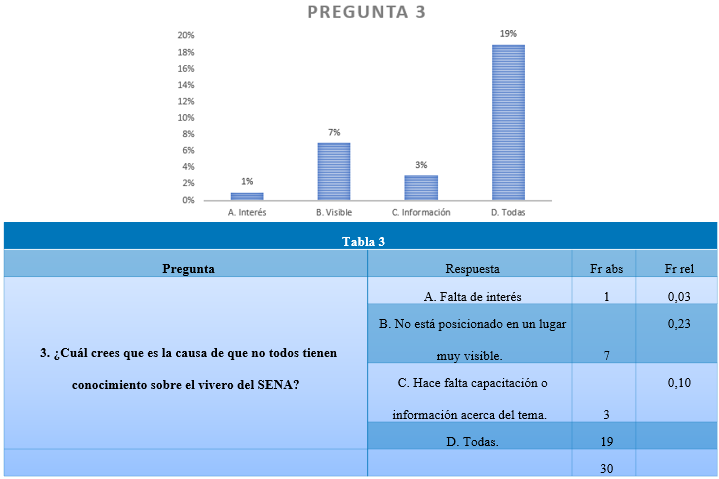 PREGUNTA 3
20%
18%
16%
14%
12%
10%
8%
6%
4%
2%
0%
1%
7%
3%
19%
A. Interés
B. Visible
C. Información
D. Todas
Tabla 3
Pregunta Respuesta Fr abs Fr rel
3. ¿Cuál crees que es la causa de que no todos tienen
conocimiento sobre el vivero del SENA?
A. Falta de interés 1 0,03
B. No está posicionado en un lugar 0,23
muy visible. 7
C. Hace falta capacitación o 0,10
información acerca del tema. 3
D. Todas. 19
30